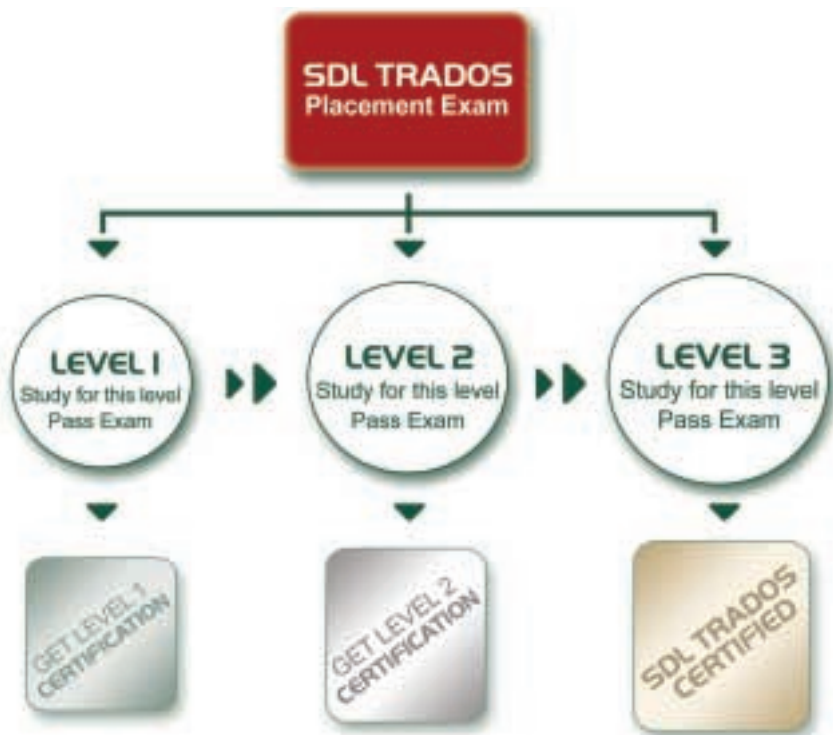 SDL TRADOS
Placement Exam
LEVEL 1
Study for this level
Pass Exam
LEVEL 2
Study for this level
Pass Exam
LEVEL 3
Study for this level
Pass Exam
GET LEVEL 1
CERTIFICATION
GET LEVEL 2
CERTIFICATION
SDL TRADOS
CERTIFIED